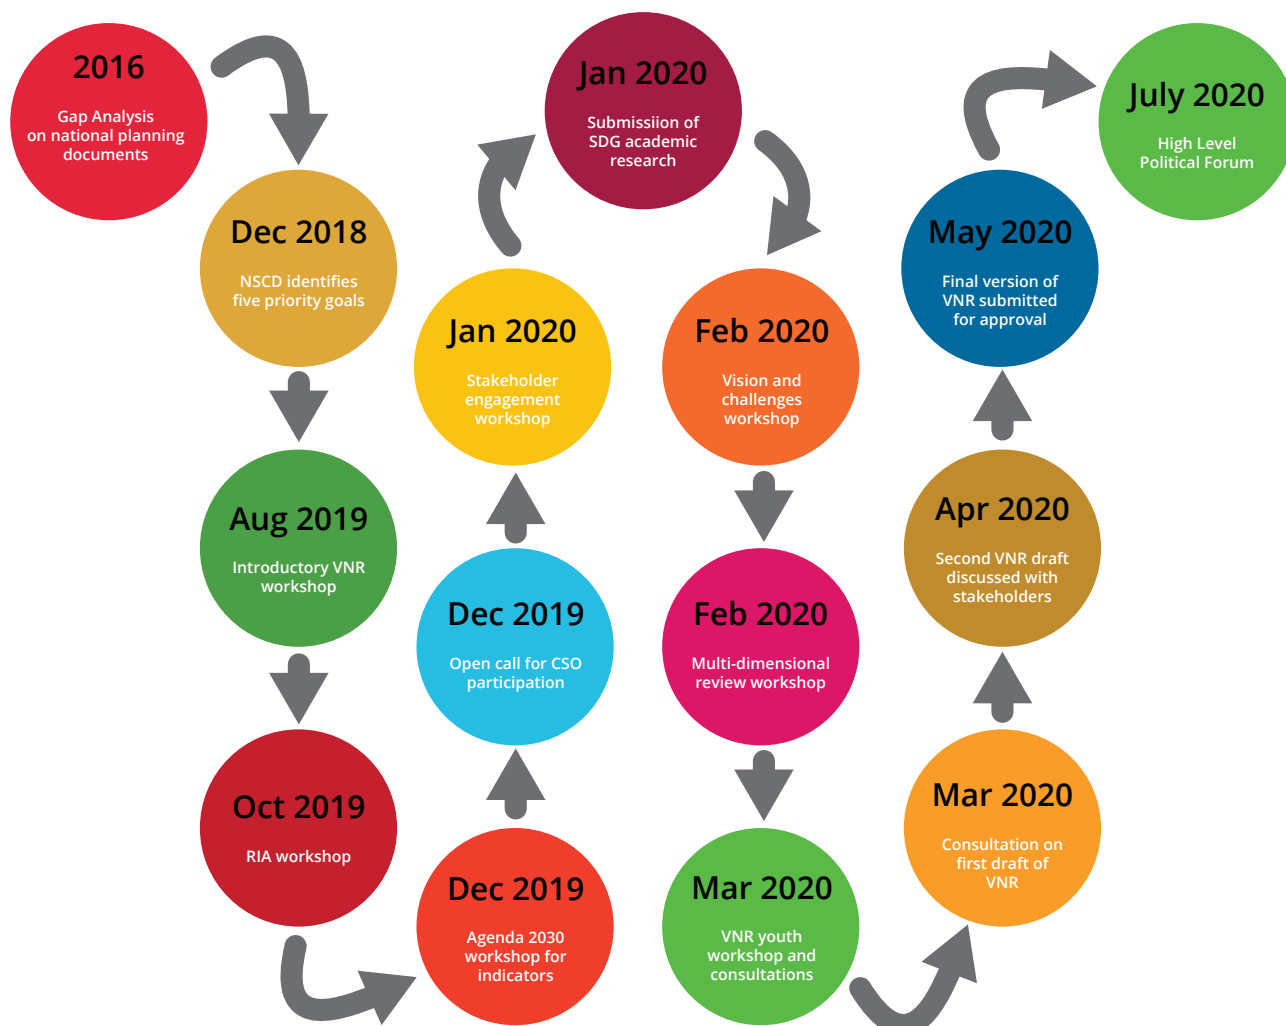 2016
Gap Analysis
on national planning
documents
Dec 2018
NSCD identifies
five priority goals
Aug 2019
Introductory VNR
workshop
Oct 2019
RIA workshop
Dec 2019
Agenda 2030
workshop for
indicators
Dec 2019
Open call for CSO
participation
Jan 2020
Stakeholder
engagement
workshop
Jan 2020
Submissiion of
SDG academic
research
Feb 2020
Vision and
challenges
workshop
Feb 2020
Multi-dimensional
review workshop
Mar 2020
VNR youth
workshop and
consultations
Mar 2020
Consultation on
first draft of
VNR
Apr 2020
Second VNR draft
discussed with
stakeholders
May 2020
Final version of
VNR submitted
for approval
July 2020
High Level
Political Forum